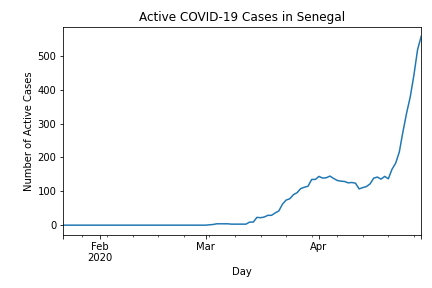 Active COVID-19 Cases in Senegal
500
400
300
200
100
0
Number of Active Cases
Feb
2020
Mar
Apr
Day